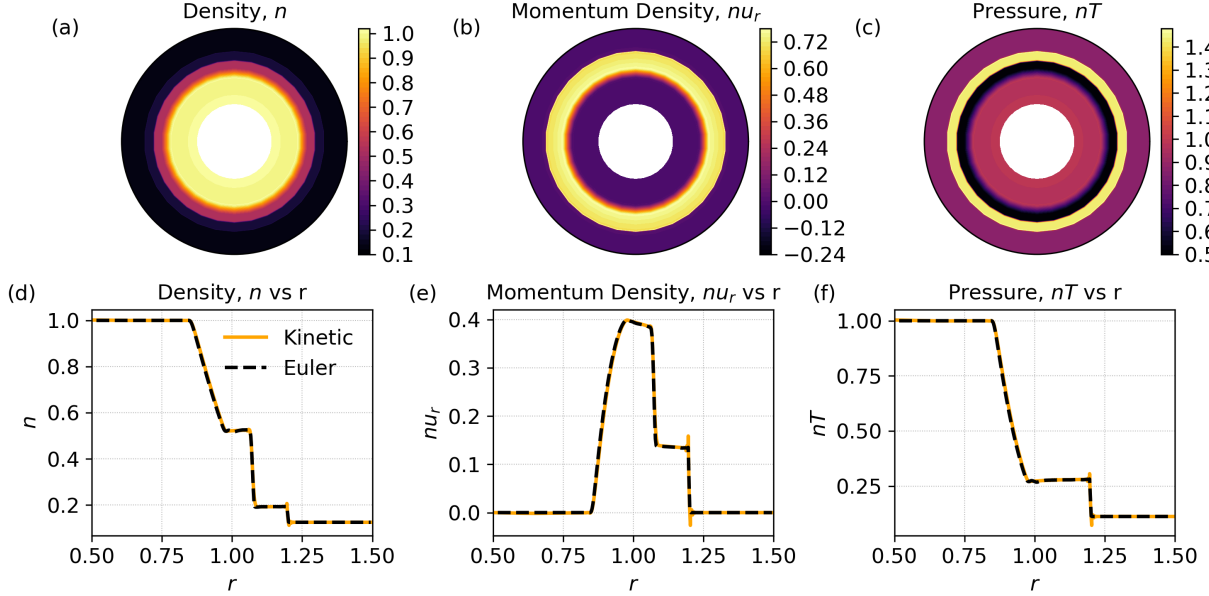 (a) Density, n
1.0
0.9
0.8
0.7
0.6
0.5
0.4
0.3
0.2
0.1
(b) Momentum Density, nu_r
0.72
0.60
0.48
0.36
0.24
0.12
0.00
−0.12
−0.24
(c) Pressure, nT
1.4
1.3
1.2
1.1
1.0
0.9
0.8
0.7
0.6
0.5
(d) Density, n vs r
n
1.0
0.8
0.6
0.4
0.2
Kinetic
Euler
0.50 0.75 1.00 1.25 1.50
r
(e) Momentum Density, nu_r vs r
nu_r
0.4
0.3
0.2
0.1
0.0
0.50 0.75 1.00 1.25 1.50
r
(f) Pressure, nT vs r
nT
1.00
0.75
0.50
0.25
0.50 0.75 1.00 1.25 1.50
r